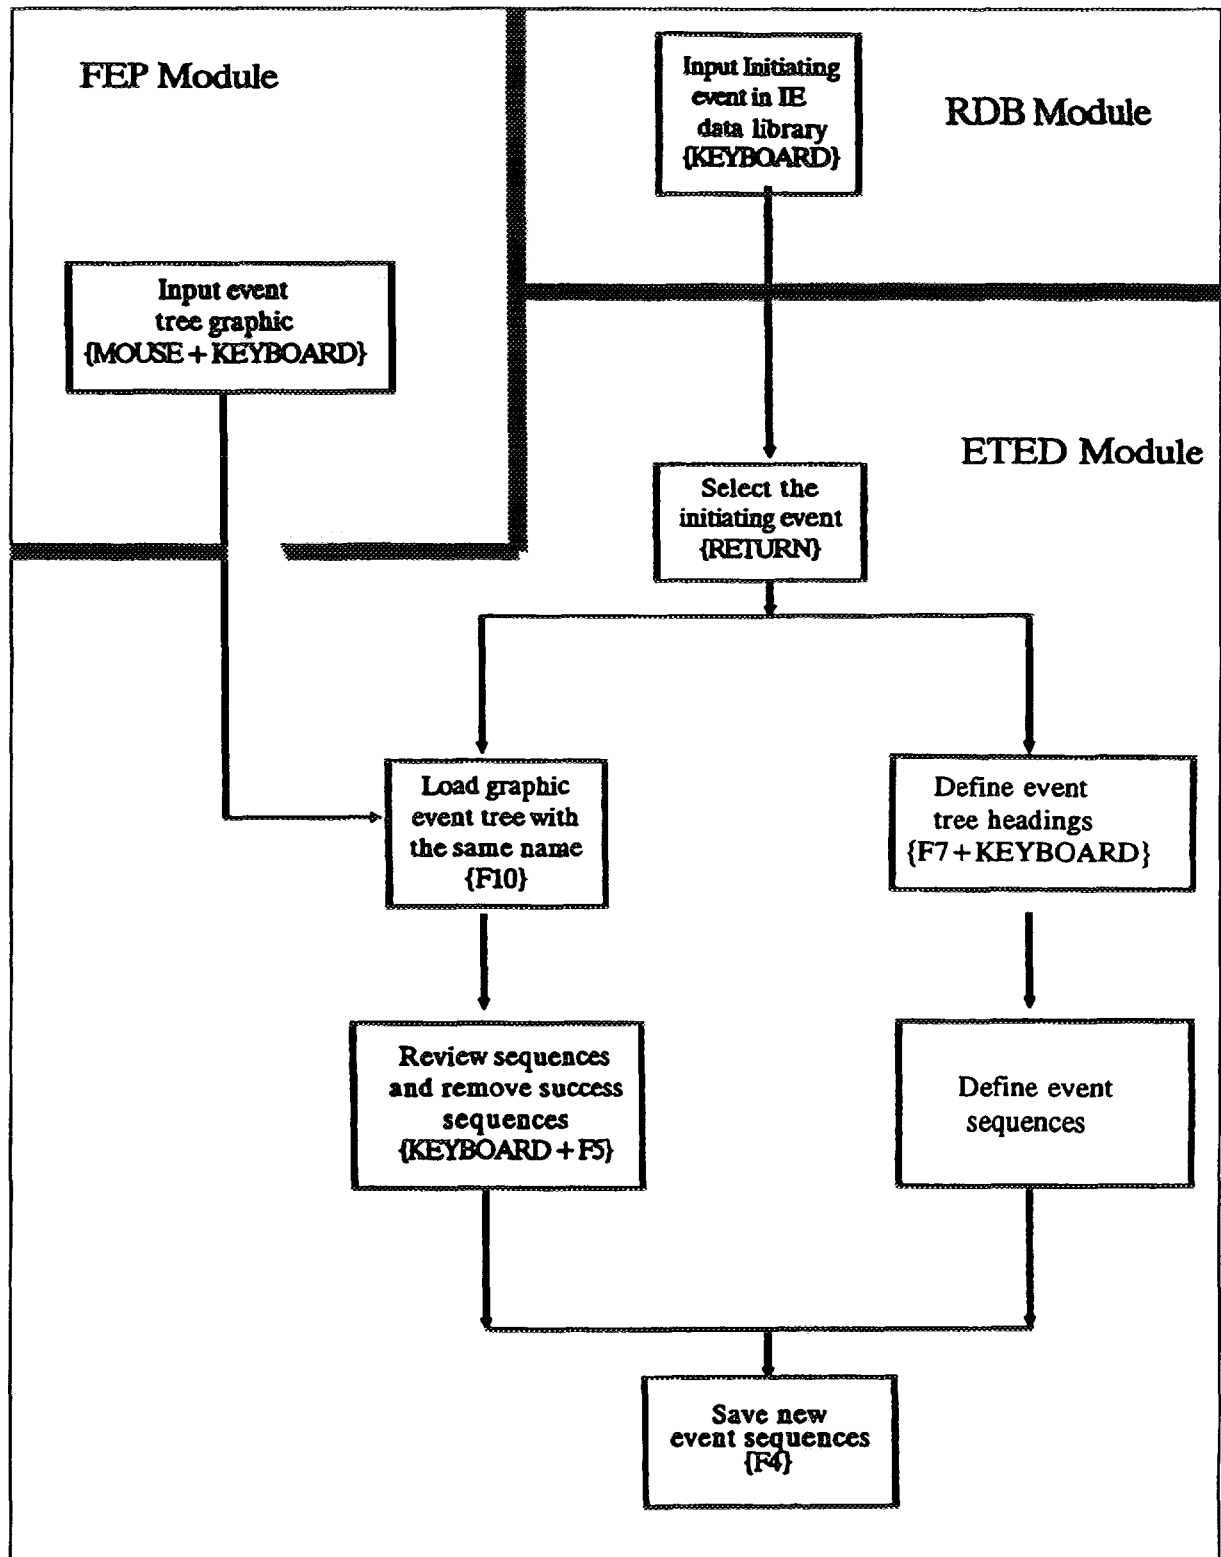 FEP Module
Input Initiating
event in IE
data library
{KEYBOARD}
RDB Module
Input event
tree graphic
{MOUSE + KEYBOARD}
ETED Module
Select the
initiating event
{RETURN}
Load graphic
event tree with
the same name
{F10}
Define event
tree headings
{F7 + KEYBOARD}
Review sequences
and remove success
sequences
{KEYBOARD + F5}
Define event
sequences
Save new
event sequences
{F4}